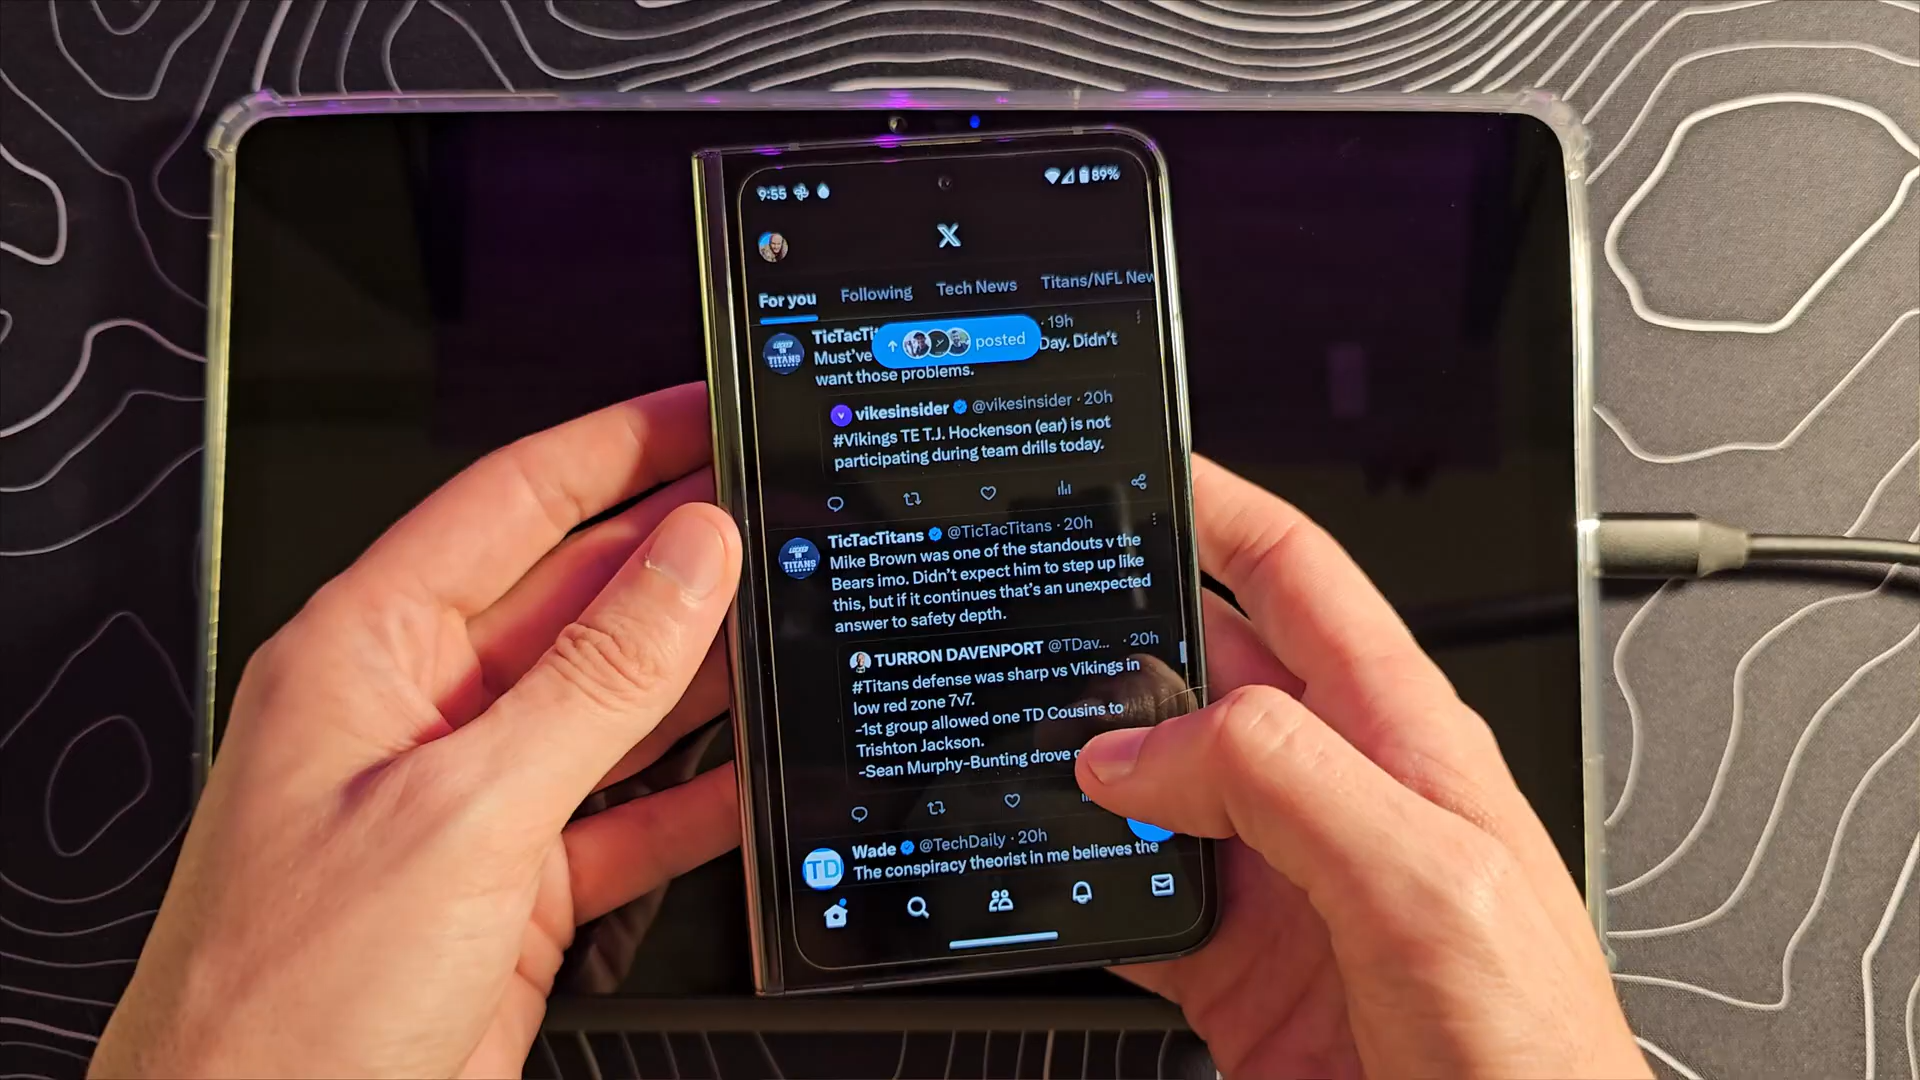 9:55 89%
X
For you Following Tech News Titans/NFL New
TicTacTi · 19h
posted
Must've Day. Didn't
want those problems.
vikesinsider @vikesinsider · 20h
#Vikings TE T.J. Hockenson (ear) is not
participating during team drills today.
TicTacTitans @TicTacTitans · 20h
Mike Brown was one of the standouts v the
Bears imo. Didn't expect him to step up like
this, but if it continues that's an unexpected
answer to safety depth.
TURRON DAVENPORT @TDav... · 20h
#Titans defense was sharp vs Vikings in
low red zone 7v7.
-1st group allowed one TD Cousins to
Trishton Jackson.
-Sean Murphy-Bunting drove
TD
Wade @TechDaily · 20h
The conspiracy theorist in me believes the